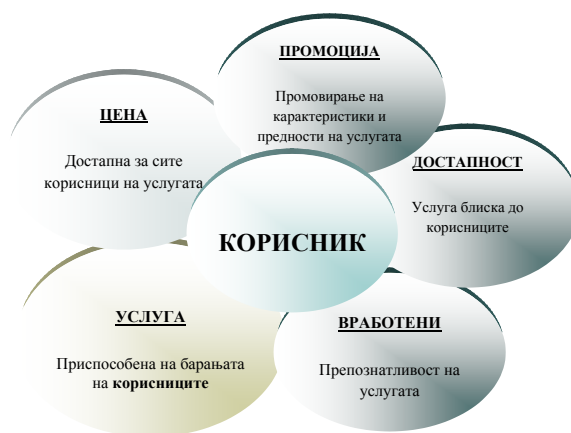 ПРОМОЦИЈА
Промовирање на
карактеристики и
предности на услугата
ЦЕНА
Достапна за сите
корисници на услугата
ДОСТАПНОСТ
Услуга блиска до
корисниците
КОРИСНИК
УСЛУГА
Приспособена на барањата
на корисниците
ВРАБОТЕНИ
Препознатливост на
услугата